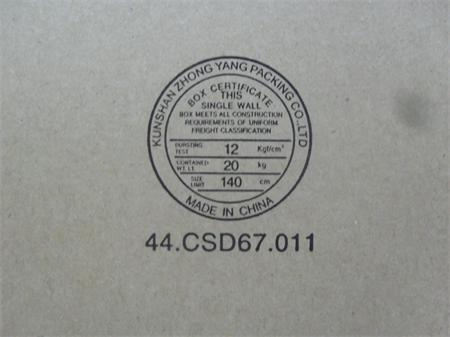 KUNSHAN ZHONG YANG PACKING CO.,LTD
BOX CERTIFICATE
THIS
SINGLE WALL
BOX MEETS ALL CONSTRUCTION
REQUIREMENTS OF UNIFORM
FREIGHT CLASSIFICATION
BURSTING TEST 12 Kgf/cm²
CONTAINED WT. LT 20 kg
SIZE LIMIT 140 cm
MADE IN CHINA
44.CSD67.011